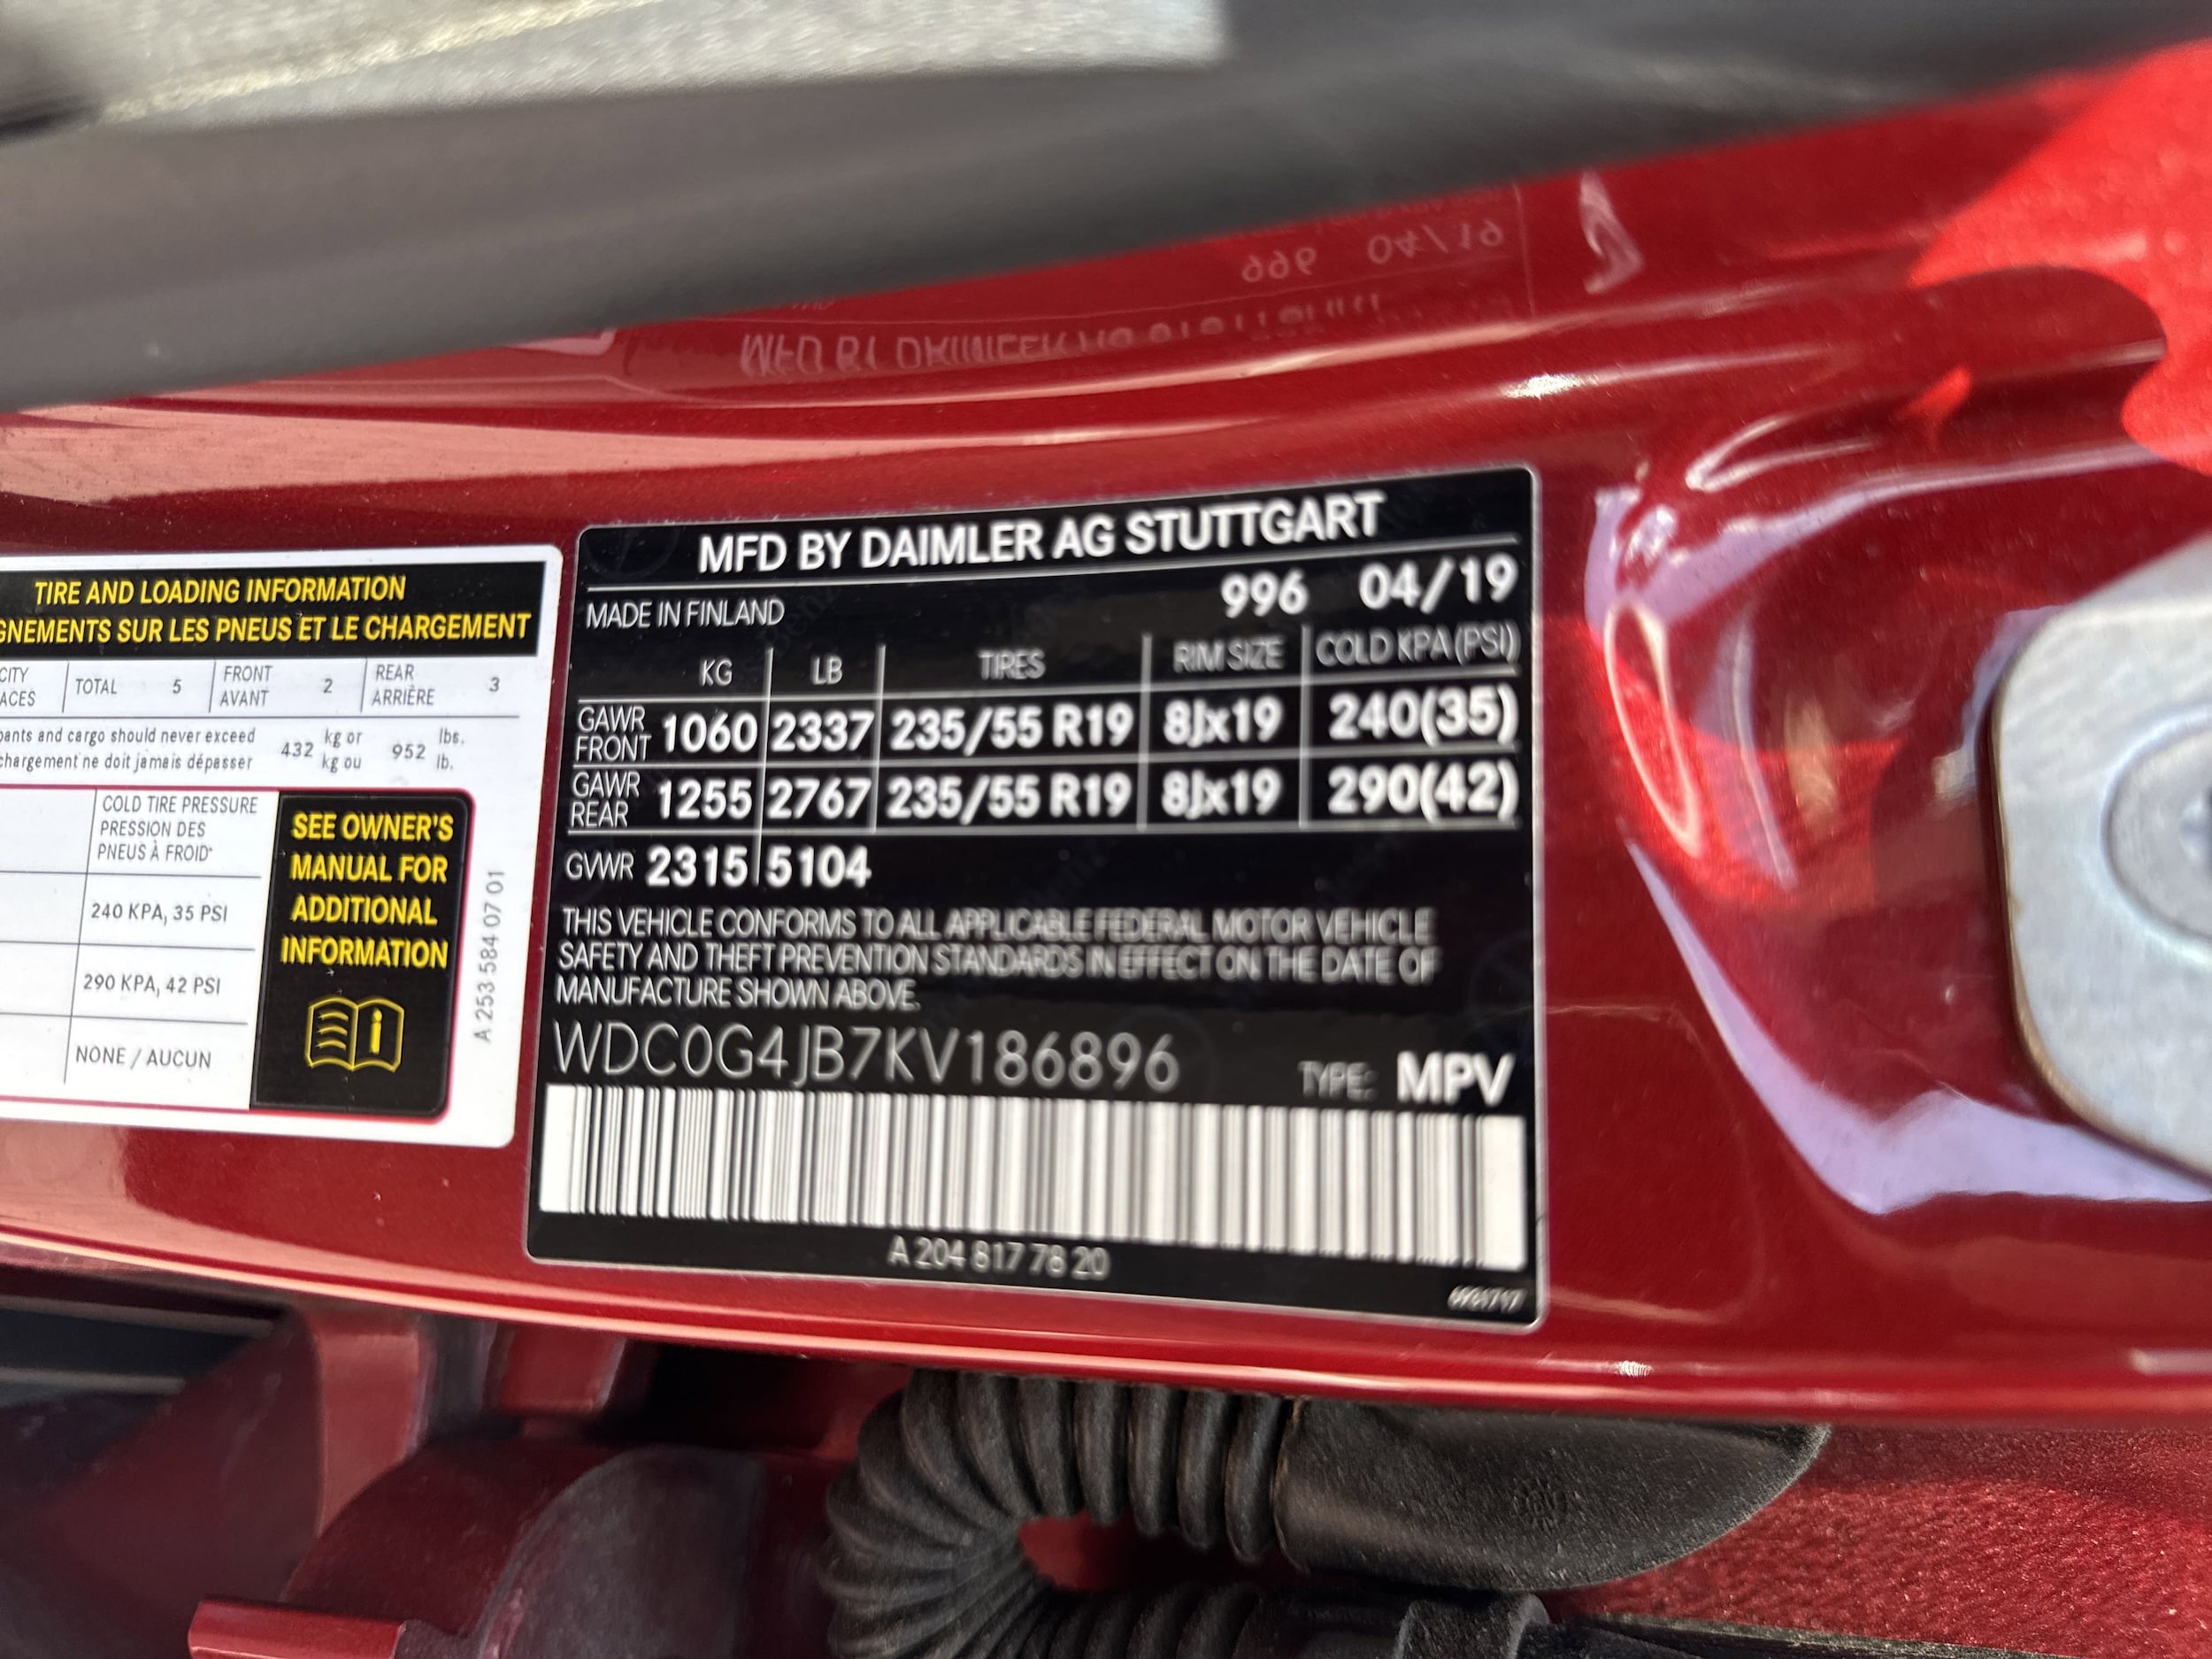 TIRE AND LOADING INFORMATION
GNEMENTS SUR LES PNEUS ET LE CHARGEMENT
CITY
ACES
TOTAL 5
FRONT
AVANT
2
REAR
ARRIÈRE
3
pants and cargo should never exceed
chargement ne doit jamais dépasser
432
kg or
kg ou
952
lbs.
lb.
COLD TIRE PRESSURE
PRESSION DES
PNEUS À FROID*
240 KPA, 35 PSI
290 KPA, 42 PSI
NONE / AUCUN
SEE OWNER'S
MANUAL FOR
ADDITIONAL
INFORMATION
A 253 584 07 01
MFD BY DAIMLER AG STUTTGART
MADE IN FINLAND 996 04/19
KG LB TIRES RIM SIZE COLD KPA (PSI)
GAWR
FRONT
1060 2337 235/55 R19 8Jx19 240(35)
GAWR
REAR
1255 2767 235/55 R19 8Jx19 290(42)
GVWR 2315 5104
THIS VEHICLE CONFORMS TO ALL APPLICABLE FEDERAL MOTOR VEHICLE
SAFETY AND THEFT PREVENTION STANDARDS IN EFFECT ON THE DATE OF
MANUFACTURE SHOWN ABOVE.
WDC0G4JB7KV186896 TYPE: MPV
A 204 817 78 20